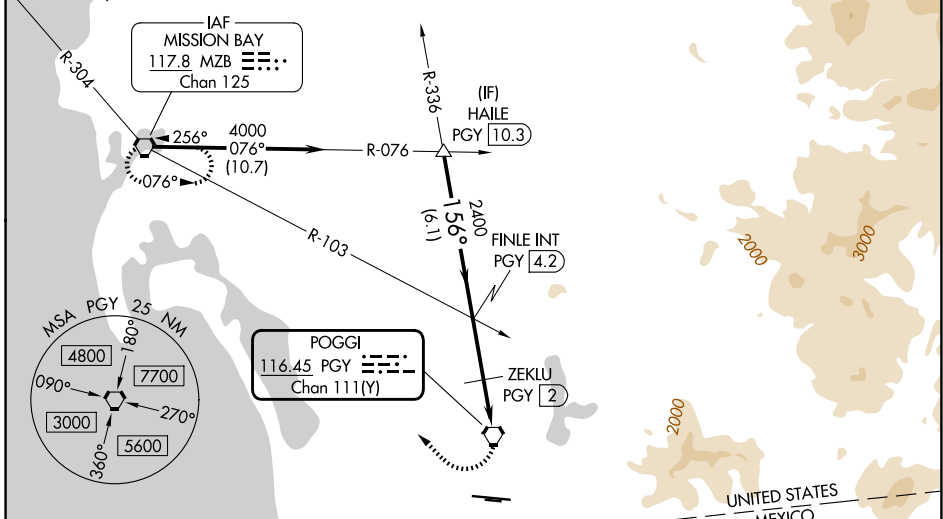 IAF
MISSION BAY
117.8 MZB
Chan 125
R-304
256°
4000
076°
(10.7)
R-076
076°
R-336
(IF)
HAILE
PGY 10.3
2400
156°
(6.1)
R-103
FINLE INT
PGY 4.2
POGGI
116.45 PGY
Chan 111(Y)
ZEKLU
PGY 2
MSA PGY 25 NM
180°
4800
7700
090°
270°
3000
5600
360°
2000
3000
2000
UNITED STATES
MEXICO